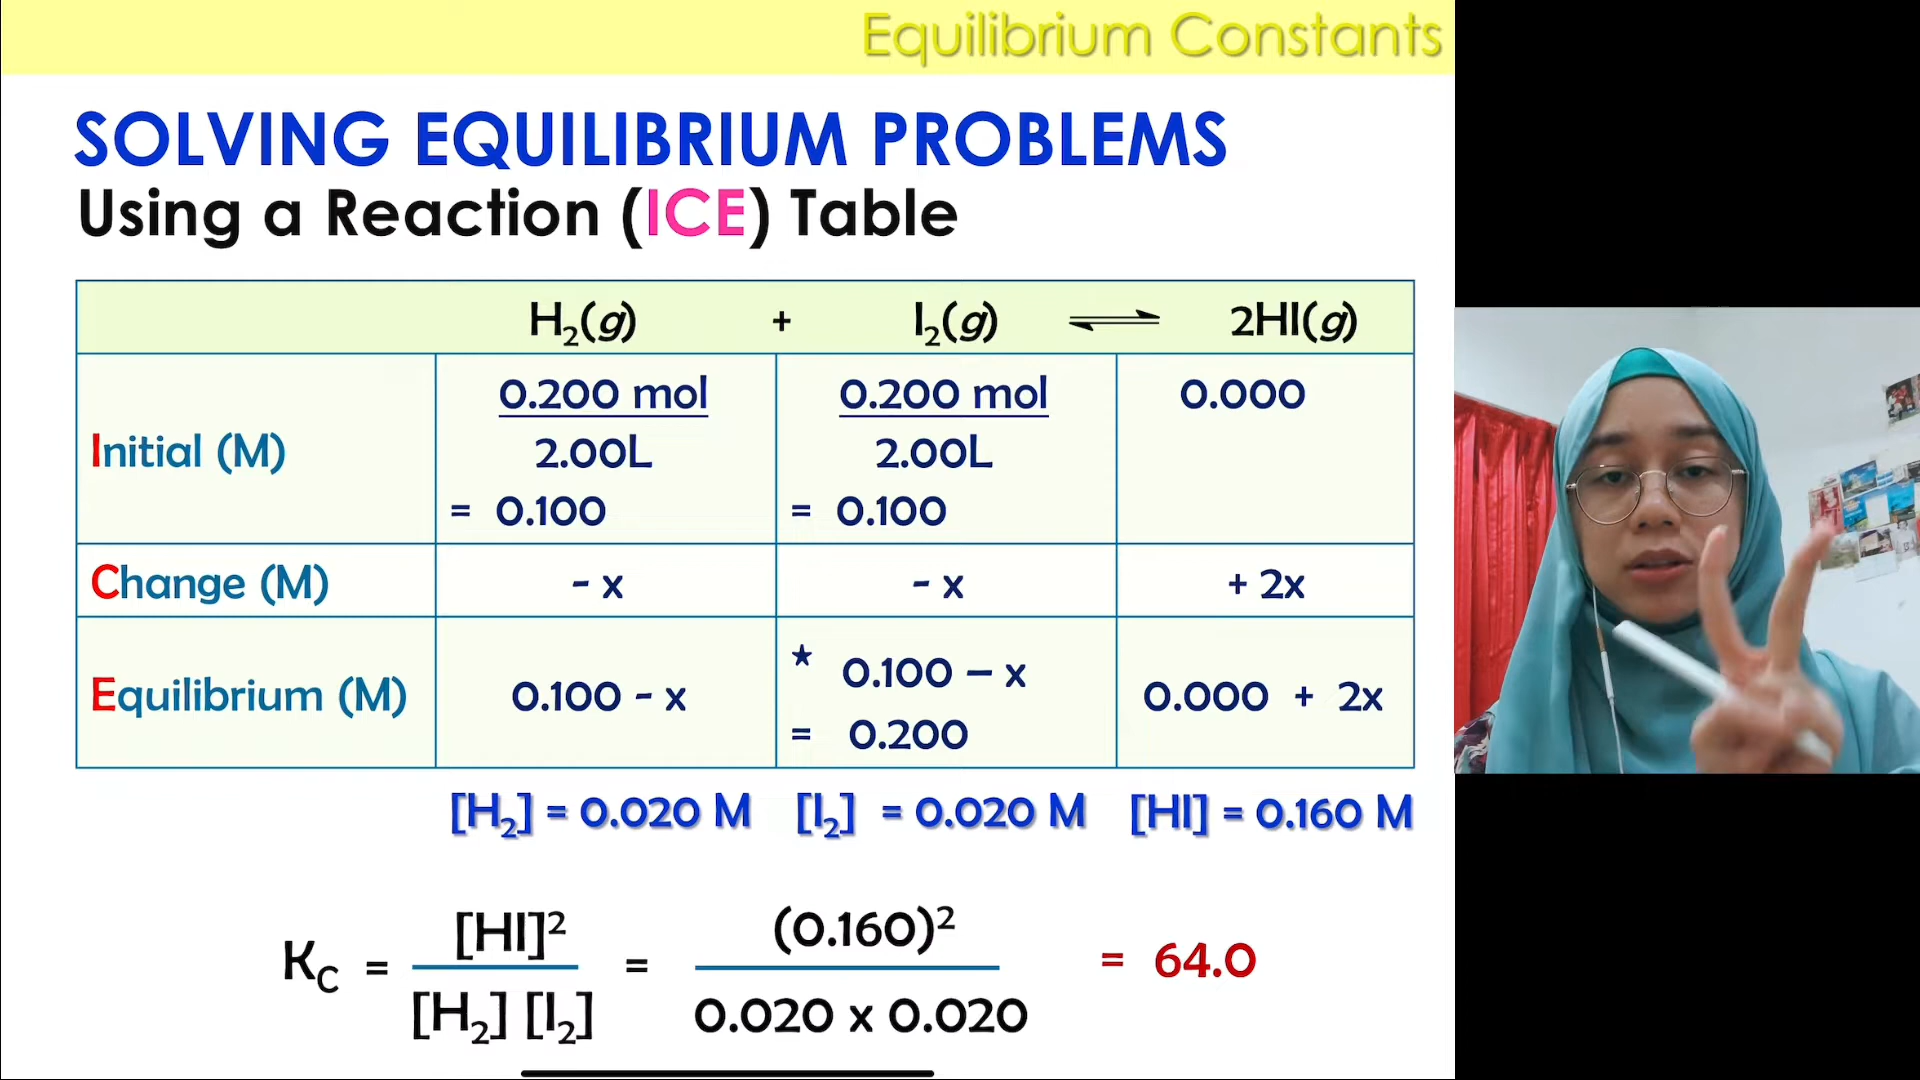 Equilibrium Constants
SOLVING EQUILIBRIUM PROBLEMS
Using a Reaction (ICE) Table
H₂(g) + I₂(g) ⇌ 2HI(g)
Initial (M)
0.200 mol
2.00L
= 0.100
0.200 mol
2.00L
= 0.100
0.000
Change (M) - x - x + 2x
Equilibrium (M)
0.100 - x
* 0.100 – x
= 0.200
0.000 + 2x
[H₂] = 0.020 M [I₂] = 0.020 M [HI] = 0.160 M
K_C = [HI]² / [H₂] [I₂] = (0.160)² / 0.020 x 0.020 = 64.0